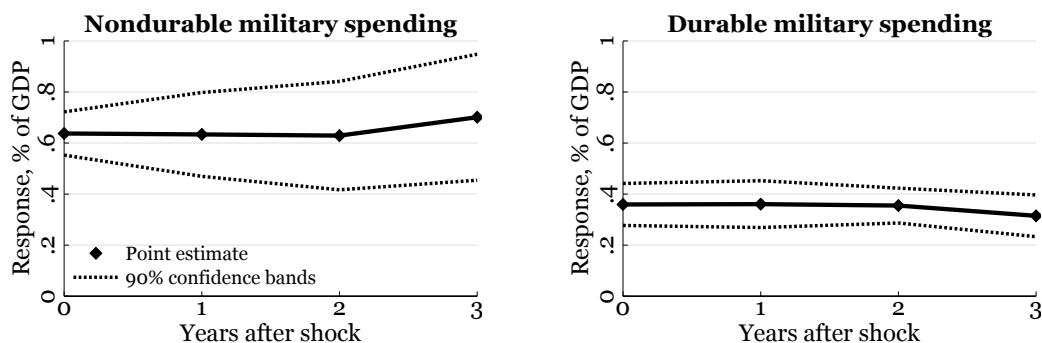 Nondurable military spending
Response, % of GDP
1
.8
.6
.4
.2
0
Point estimate
90% confidence bands
0 1 2 3
Years after shock
Durable military spending
Response, % of GDP
1
.8
.6
.4
.2
0
0 1 2 3
Years after shock